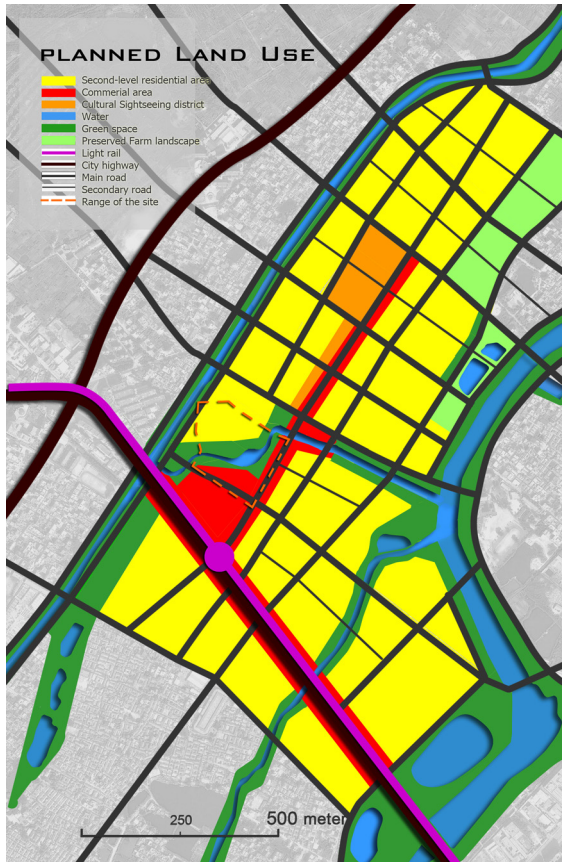 PLANNED LAND USE
Second-level residential area
Commerial area
Cultural Sightseeing district
Water
Green space
Preserved Farm landscape
Light rail
City highway
Main road
Secondary road
Range of the site
250
500 meter